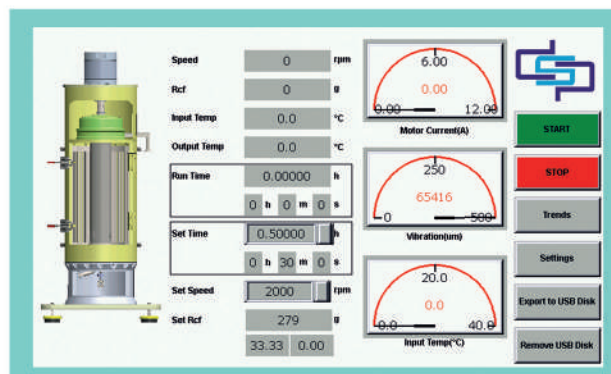 Speed 0 rpm
Rcf 0 g
Input Temp 0.0 °C
Output Temp 0.0 °C
Run Time 0.00000 h
0 h 0 m 0 s
Set Time 0.50000 h
0 h 30 m 0 s
Set Speed 2000 rpm
Set Rcf 279 g
33.33 0.00
6.00
0.00
0.00 12.00
Motor Current(A)
250
65416
0 500
Vibration(um)
20.0
0.0
0.0 40.0
Input Temp(°C)
START
STOP
Trends
Settings
Export to USB Disk
Remove USB Disk